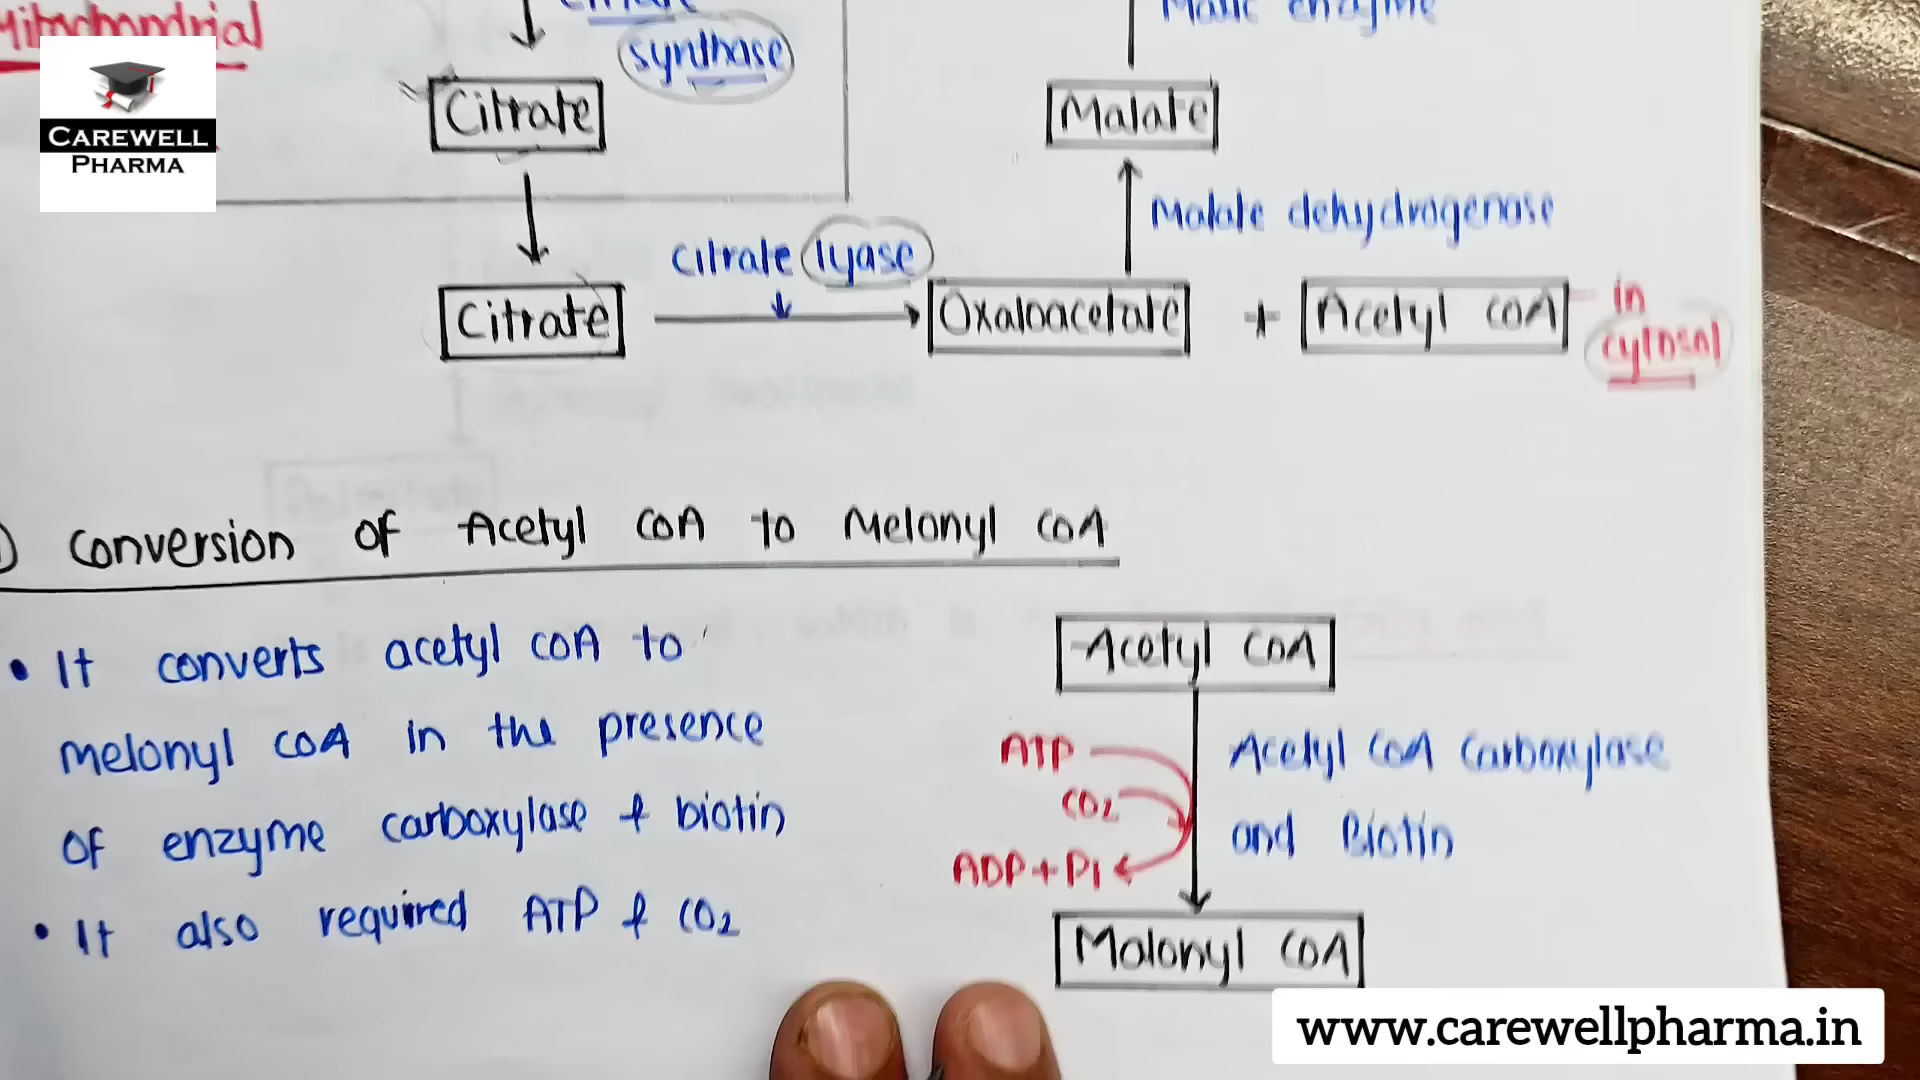 Mitochondrial
CAREWELL
PHARMA
synthase
Malic enzyme
Citrate
Malate
Malate dehydrogenase
citrate lyase
Citrate
Oxaloacetate + Acetyl COA in
cytosol
Conversion of Acetyl COA to Melonyl COA
• It converts acetyl COA to
melonyl COA in the presence
of enzyme carboxylase & biotin
• It also required ATP & CO2
Acetyl COA
ATP
CO2
ADP + Pi
Acetyl COA Carboxylase
and Biotin
Malonyl COA
www.carewellpharma.in